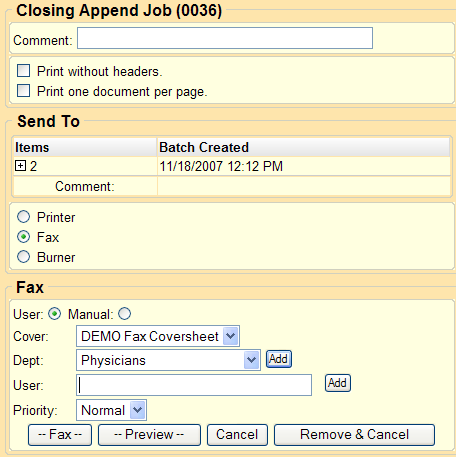 Closing Append Job (0036)
Comment:
Print without headers.
Print one document per page.
Send To
Items Batch Created
2 11/18/2007 12:12 PM
Comment:
Printer
Fax
Burner
Fax
User: Manual:
Cover: DEMO Fax Coversheet
Dept: Physicians Add
User: Add
Priority: Normal
-- Fax -- -- Preview -- Cancel Remove & Cancel